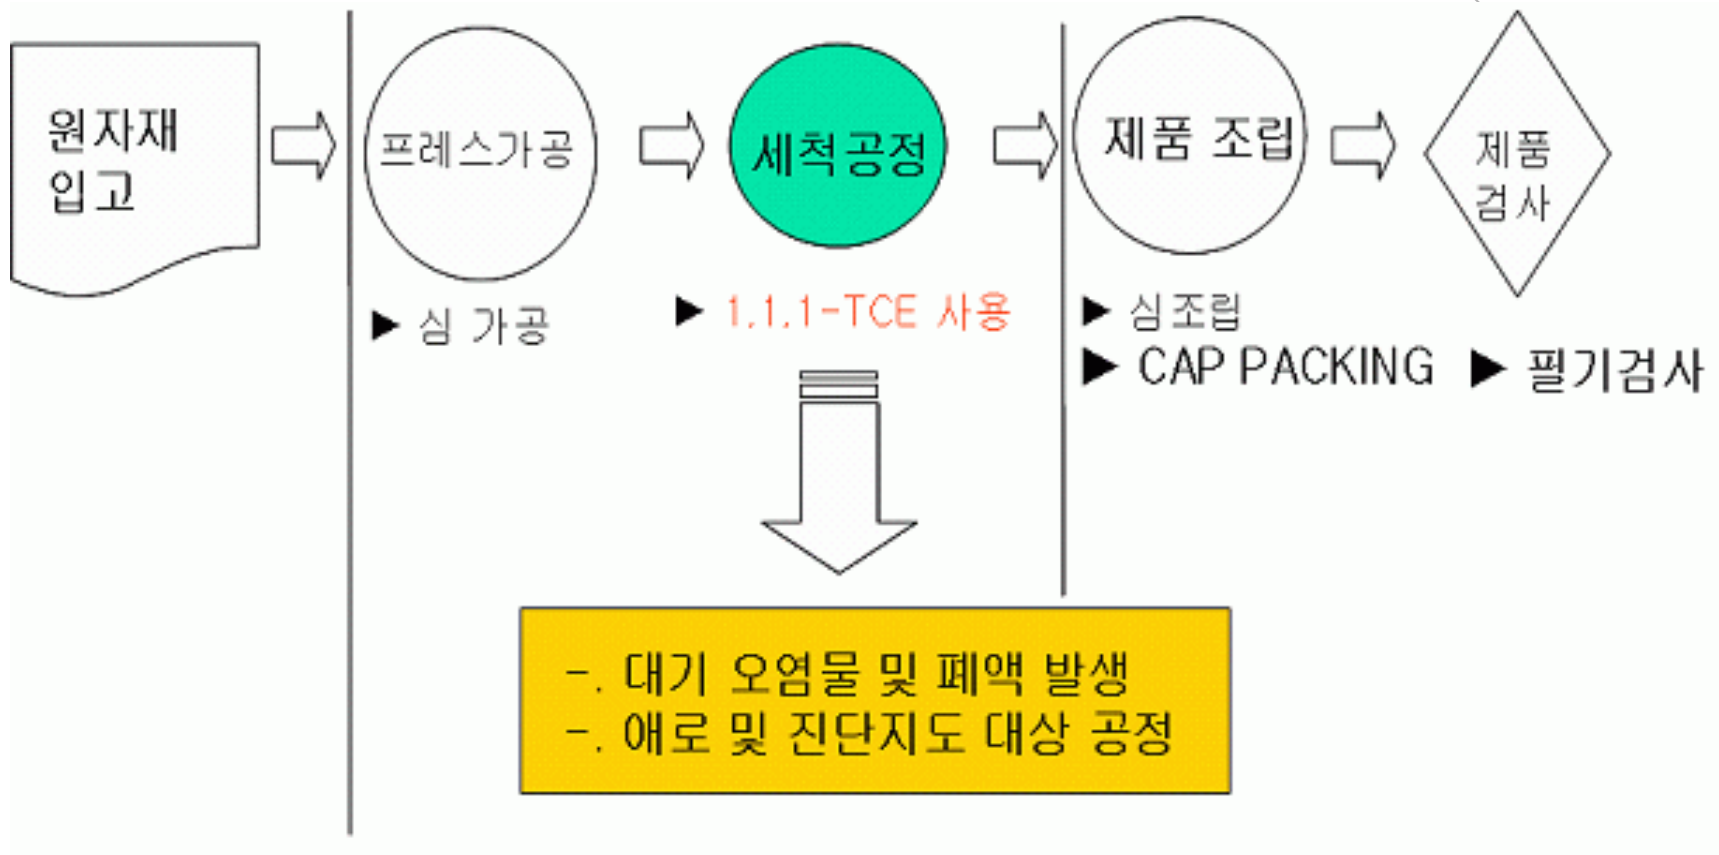 원자재
입고
프레스가공
세척공정
제품 조립
제품
검사
▶ 심 가공
▶ 1,1,1-TCE 사용
▶ 심조립
▶ CAP PACKING
▶ 필기검사
-. 대기 오염물 및 폐액 발생
-. 애로 및 진단지도 대상 공정